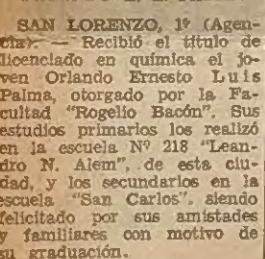 SAN LORENZO, 1º (Agen-
cia). — Recibió el título de
licenciado en química el jo-
ven Orlando Ernesto Luis
Palma, otorgado por la Fa-
cultad "Rogelio Bacón". Sus
estudios primarios los realizó
en la escuela Nº 218 "Lean-
dro N. Alem", de esta ciu-
dad, y los secundarios en la
escuela "San Carlos", siendo
felicitado por sus amistades
y familiares con motivo de
su graduación.